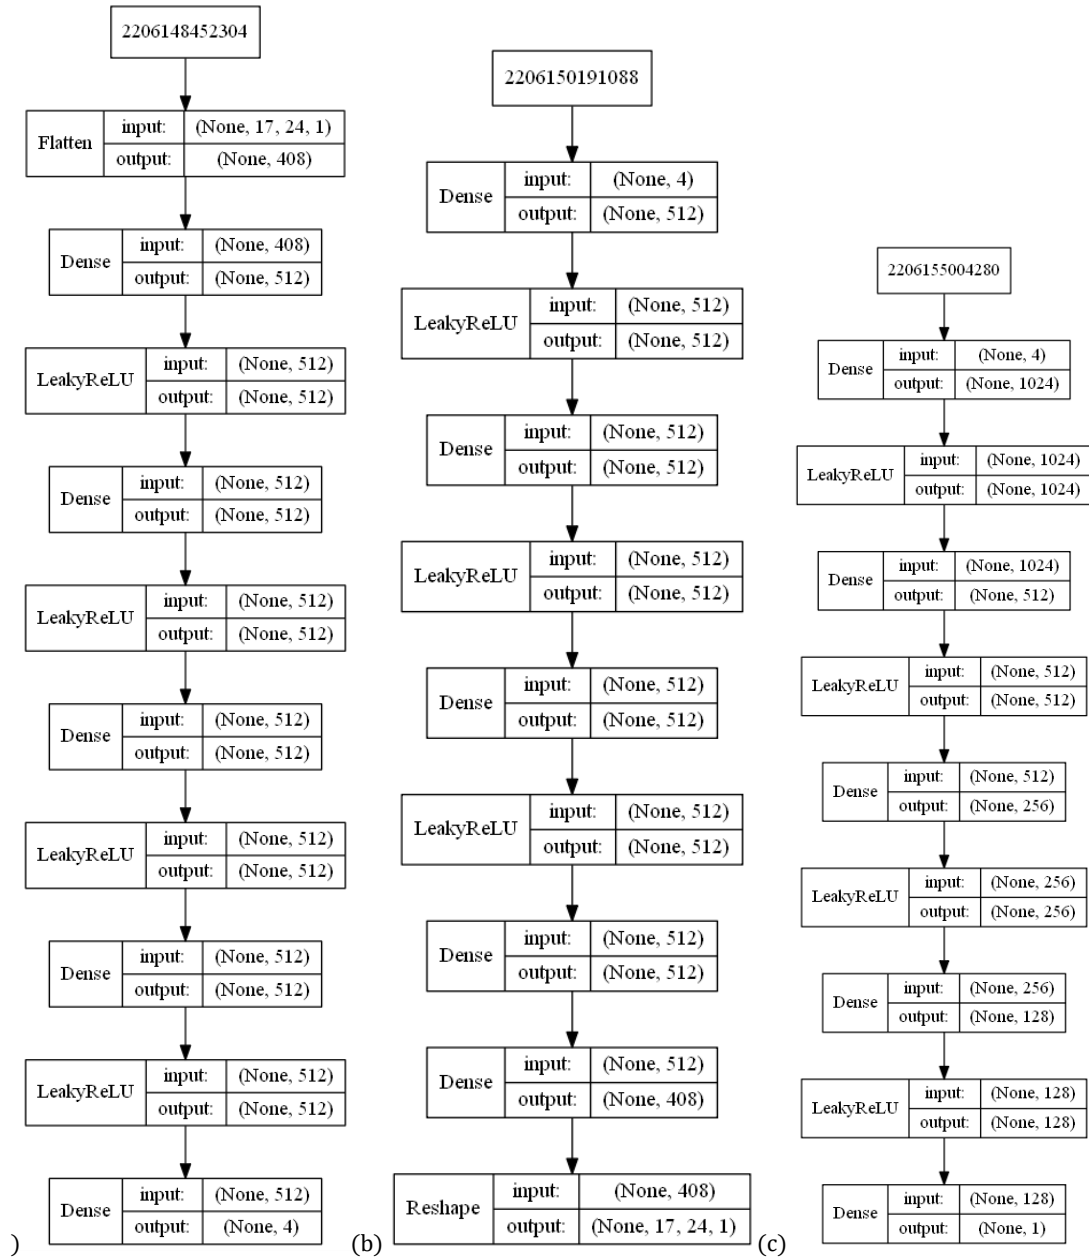 2206148452304
Flatten
input:
(None, 17, 24, 1)
output:
(None, 408)
Dense
input:
(None, 408)
output:
(None, 512)
LeakyReLU
input:
(None, 512)
output:
(None, 512)
Dense
input:
(None, 512)
output:
(None, 512)
LeakyReLU
input:
(None, 512)
output:
(None, 512)
Dense
input:
(None, 512)
output:
(None, 512)
LeakyReLU
input:
(None, 512)
output:
(None, 512)
Dense
input:
(None, 512)
output:
(None, 512)
LeakyReLU
input:
(None, 512)
output:
(None, 512)
Dense
input:
(None, 512)
output:
(None, 4)
)
2206150191088
Dense
input:
(None, 4)
output:
(None, 512)
LeakyReLU
input:
(None, 512)
output:
(None, 512)
Dense
input:
(None, 512)
output:
(None, 512)
LeakyReLU
input:
(None, 512)
output:
(None, 512)
Dense
input:
(None, 512)
output:
(None, 512)
LeakyReLU
input:
(None, 512)
output:
(None, 512)
Dense
input:
(None, 512)
output:
(None, 512)
Dense
input:
(None, 512)
output:
(None, 408)
Reshape
input:
(None, 408)
output:
(None, 17, 24, 1)
(b)
2206155004280
Dense
input:
(None, 4)
output:
(None, 1024)
LeakyReLU
input:
(None, 1024)
output:
(None, 1024)
Dense
input:
(None, 1024)
output:
(None, 512)
LeakyReLU
input:
(None, 512)
output:
(None, 512)
Dense
input:
(None, 512)
output:
(None, 256)
LeakyReLU
input:
(None, 256)
output:
(None, 256)
Dense
input:
(None, 256)
output:
(None, 128)
LeakyReLU
input:
(None, 128)
output:
(None, 128)
Dense
input:
(None, 128)
output:
(None, 1)
(c)